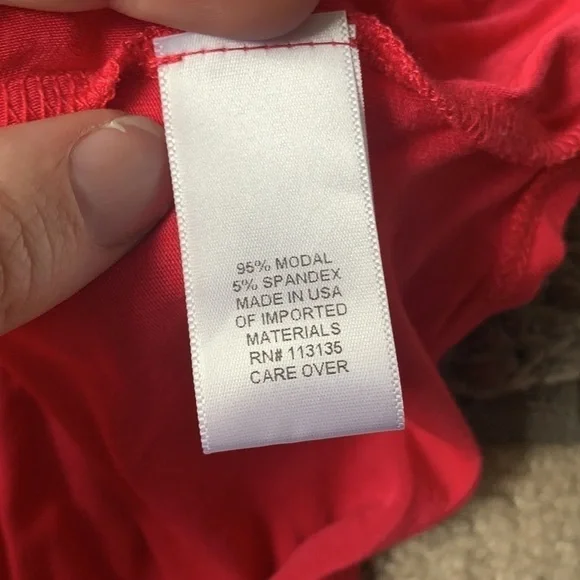 95% MODAL
5% SPANDEX
MADE IN USA
OF IMPORTED
MATERIALS
RN# 113135
CARE OVER